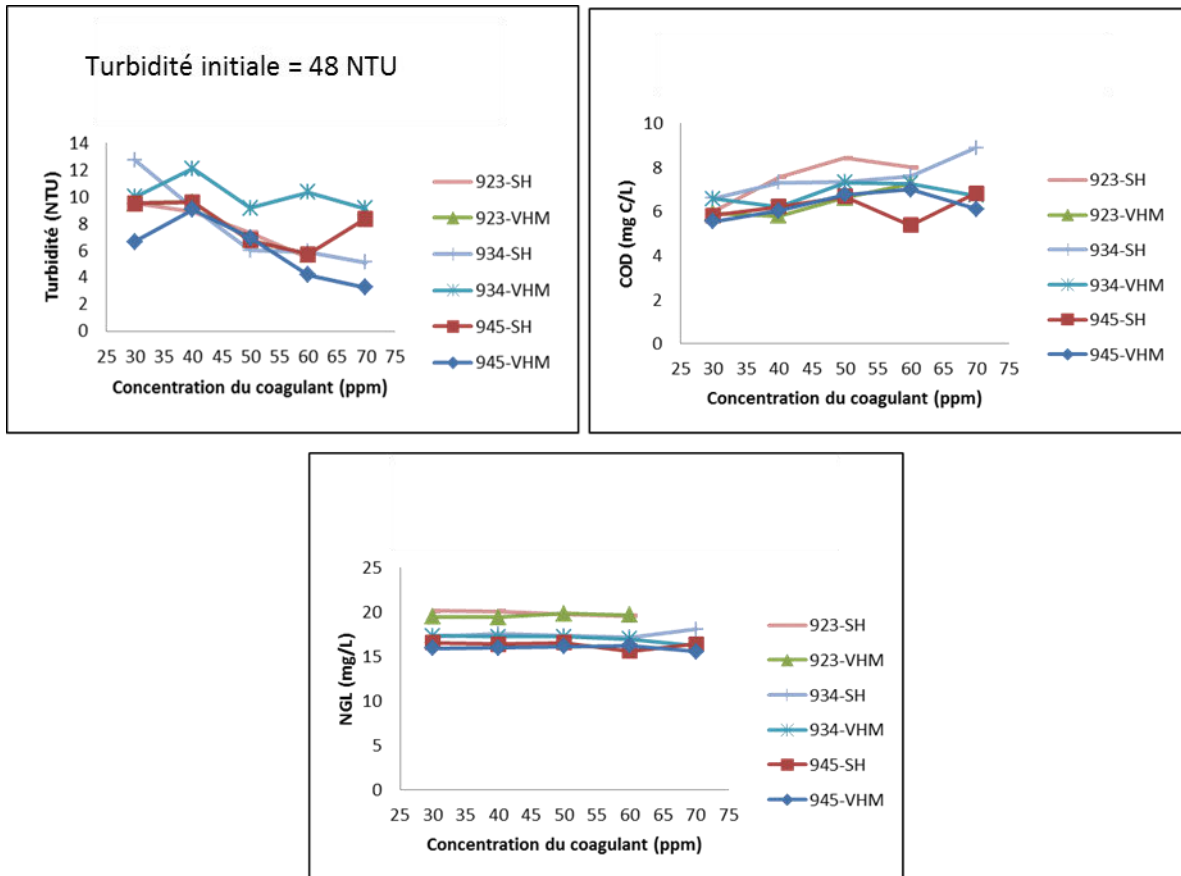 Turbidité initiale = 48 NTU
Turbidité (NTU)
14
12
10
8
6
4
2
0
25 30 35 40 45 50 55 60 65 70 75
Concentration du coagulant (ppm)
923-SH
923-VHM
934-SH
934-VHM
945-SH
945-VHM
COD (mg C/L)
10
8
6
4
2
0
25 30 35 40 45 50 55 60 65 70 75
Concentration du coagulant (ppm)
923-SH
923-VHM
934-SH
934-VHM
945-SH
945-VHM
NGL (mg/L)
25
20
15
10
5
0
25 30 35 40 45 50 55 60 65 70 75
Concentration du coagulant (ppm)
923-SH
923-VHM
934-SH
934-VHM
945-SH
945-VHM